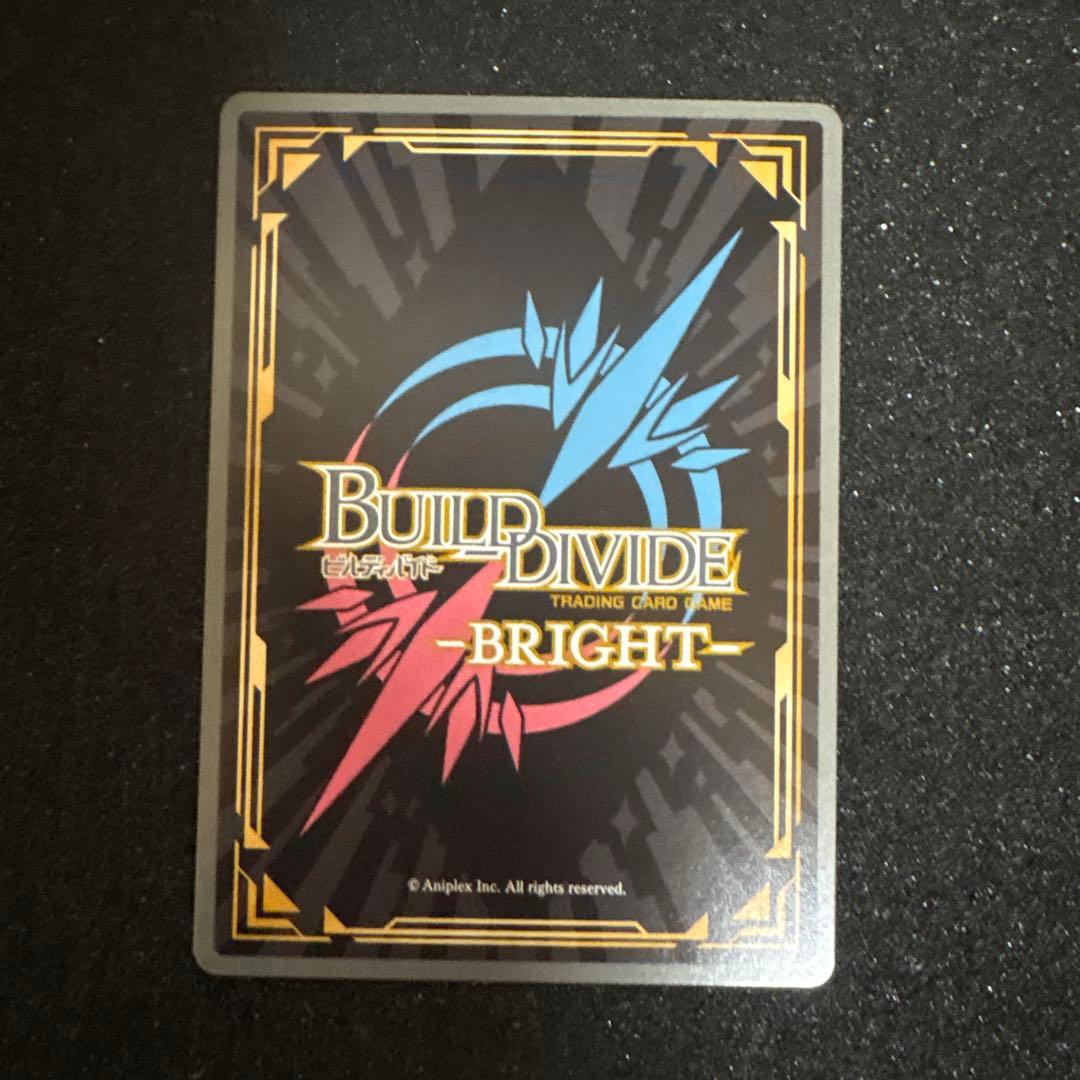 BUILD DIVIDE
ビルディバイド
TRADING CARD GAME
-BRIGHT-
© Aniplex Inc. All rights reserved.